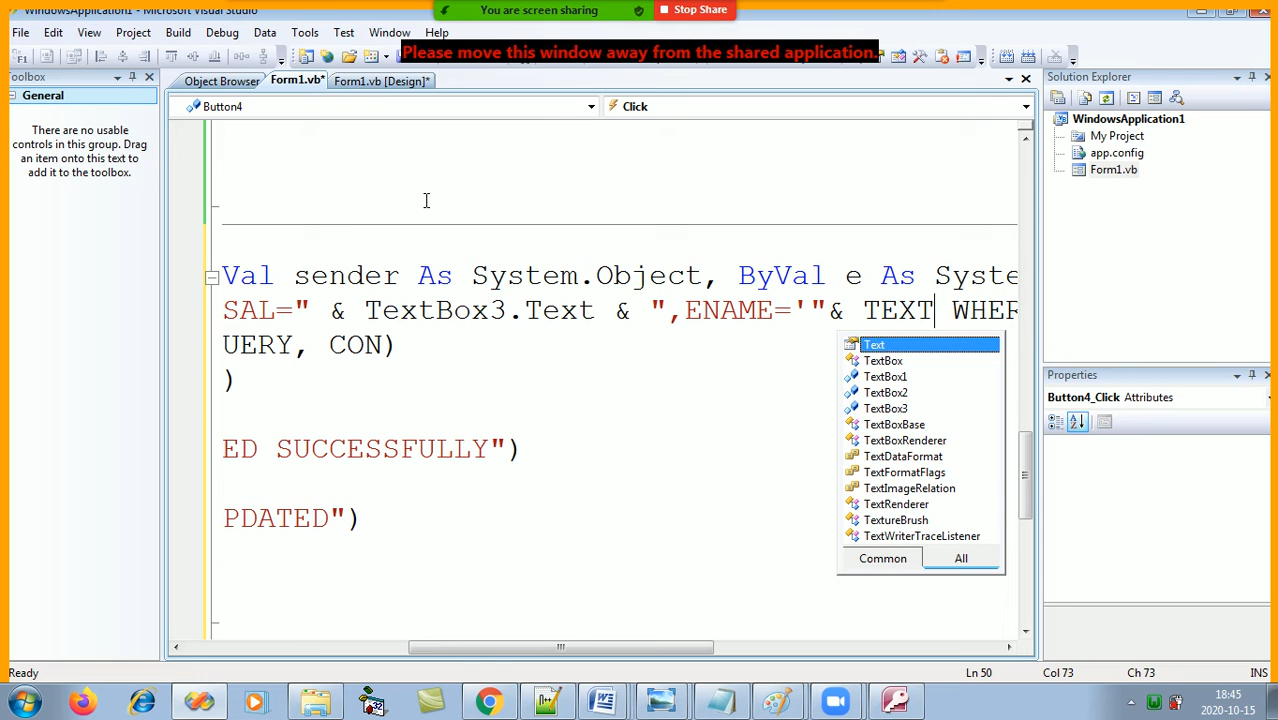 WindowsApplication1 - Microsoft Visual Studio
You are screen sharing
Stop Share
File Edit View Project Build Debug Data Tools Test Window Help
Please move this window away from the shared application.
Toolbox
General
There are no usable
controls in this group. Drag
an item onto this text to
add it to the toolbox.
Object Browser Form1.vb* Form1.vb [Design]*
Button4
Click
Val sender As System.Object, ByVal e As Syste
SAL=" & TextBox3.Text & ",ENAME='"& TEXT WHER
UERY, CON)
)
ED SUCCESSFULLY")
PDATED")
Text
TextBox
TextBox1
TextBox2
TextBox3
TextBoxBase
TextBoxRenderer
TextDataFormat
TextFormatFlags
TextImageRelation
TextRenderer
TextureBrush
TextWriterTraceListener
Common All
Solution Explorer
WindowsApplication1
My Project
app.config
Form1.vb
Properties
Button4_Click Attributes
Ready
Ln 50 Col 73 Ch 73 INS
18:45
2020-10-15